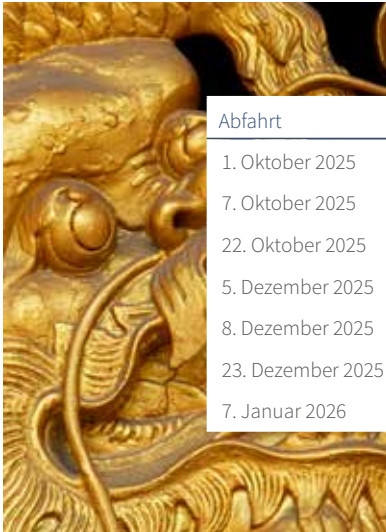 Abfahrt
1. Oktober 2025
7. Oktober 2025
22. Oktober 2025
5. Dezember 2025
8. Dezember 2025
23. Dezember 2025
7. Januar 2026